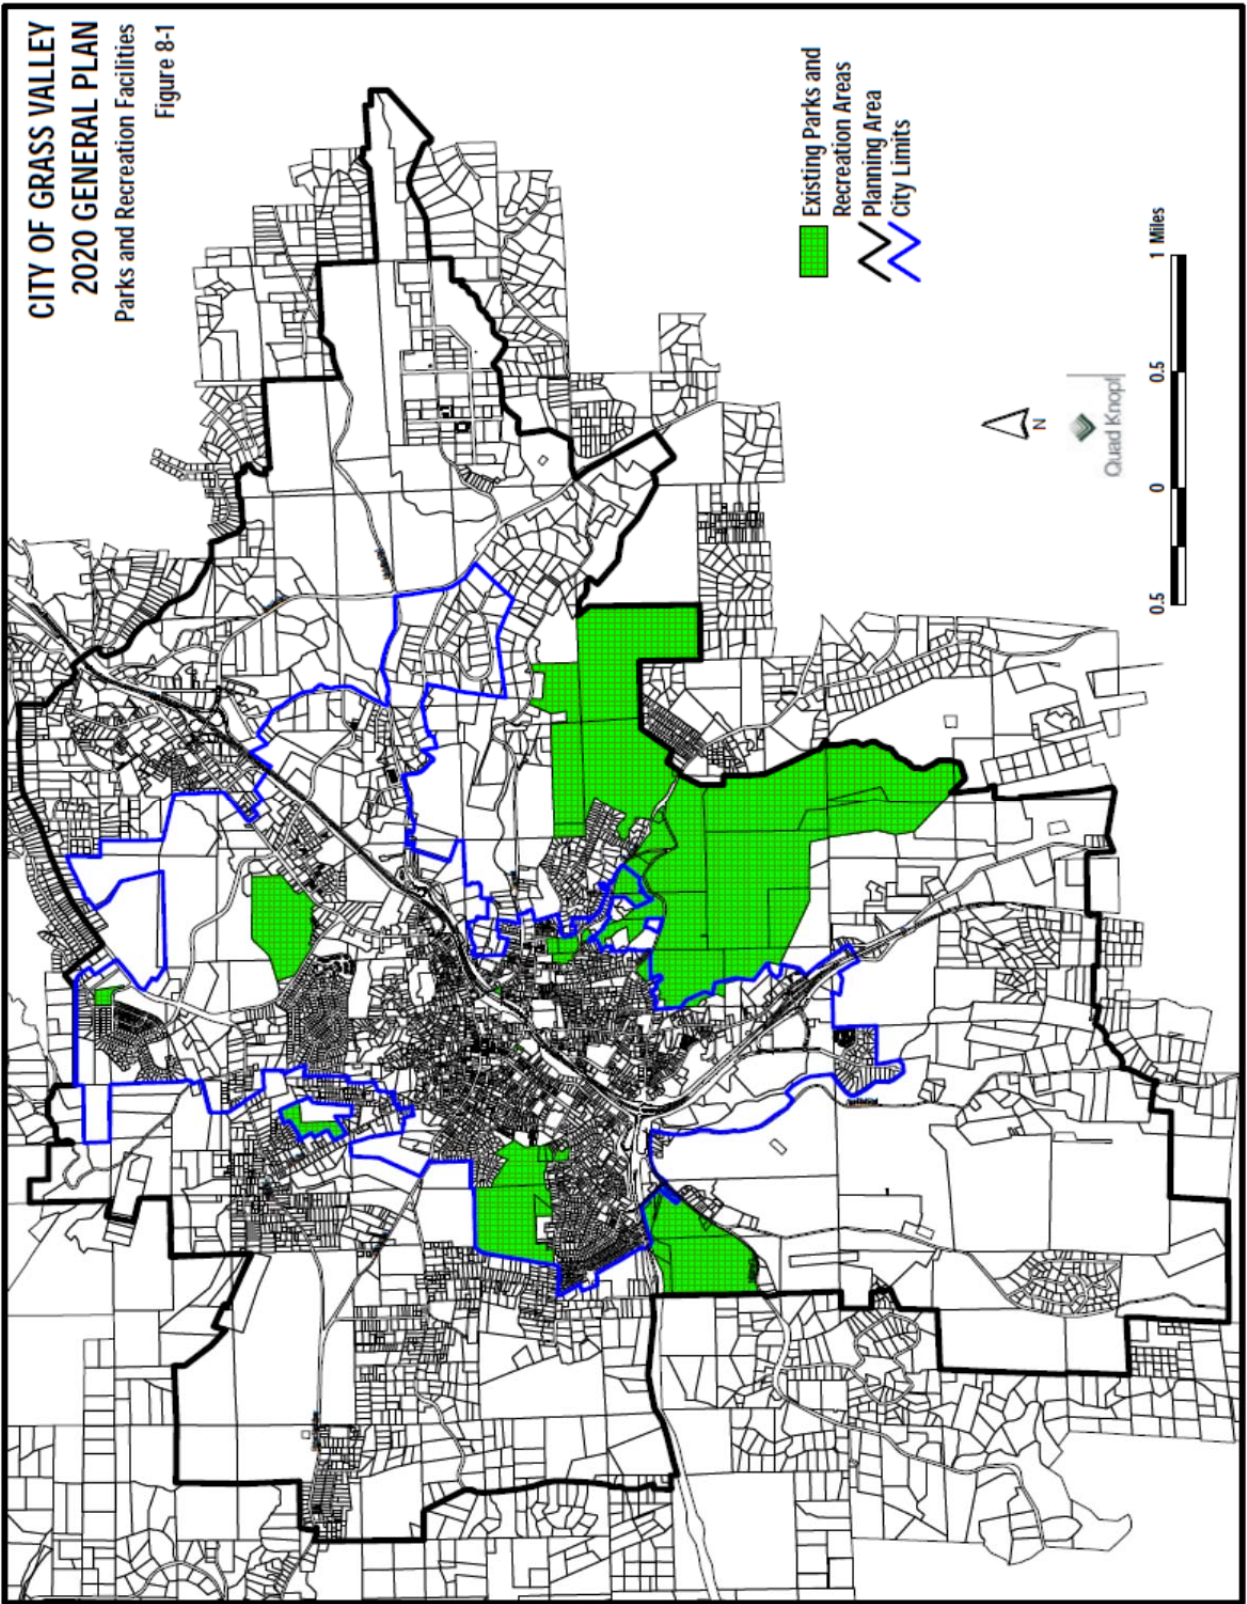 CITY OF GRASS VALLEY
2020 GENERAL PLAN
Parks and Recreation Facilities
Figure 8-1
Existing Parks and
Recreation Areas
Planning Area
City Limits
N
Quad Knopf
0.5 0 0.5 1 Miles